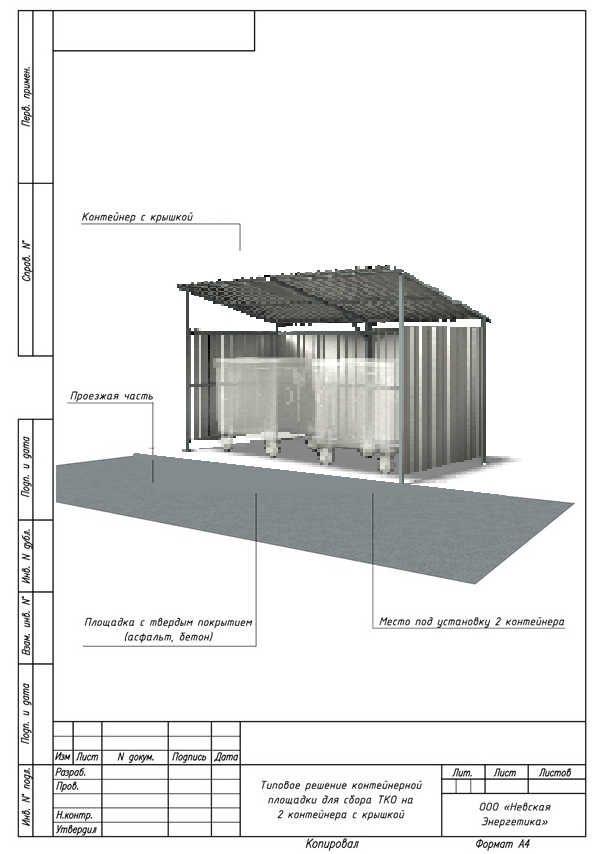 Перв. примен.
Справ. N°
Подп. и дата
Инв. N дубл.
Взам. инв. N°
Подп. и дата
Инв. N° подл.
Контейнер с крышкой
Проезжая часть
Площадка с твердым покрытием
(асфальт, бетон)
Место под установку 2 контейнера
Изм Лист N докум. Подпись Дата
Разраб.
Пров.
Н.контр.
Утвердил
Типовое решение контейнерной
площадки для сбора ТКО на
2 контейнера с крышкой
Лит. Лист Листов
ООО «Невская
Энергетика»
Копировал Формат А4